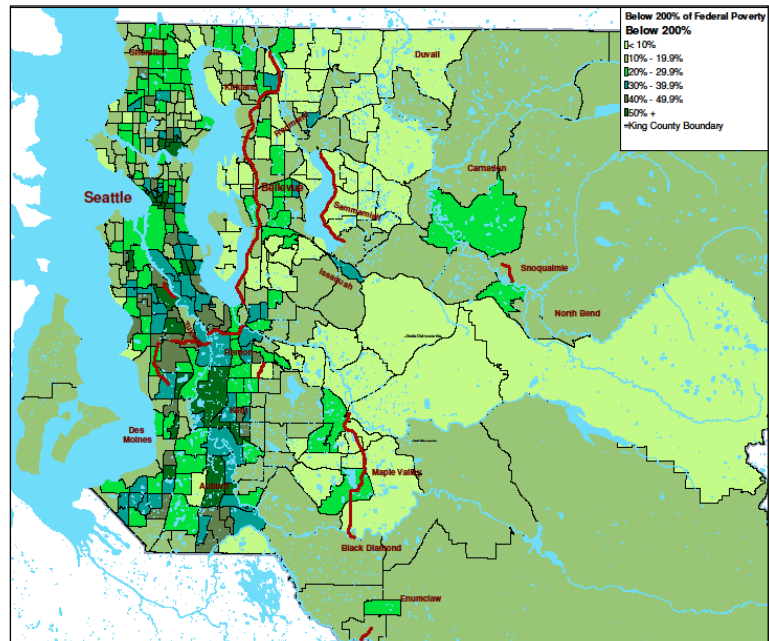 Below 200% of Federal Poverty
Below 200%
< 10%
10% - 19.9%
20% - 29.9%
30% - 39.9%
40% - 49.9%
50% +
King County Boundary
Shoreline
Duvall
Kirkland
Redmond
Carnation
Seattle
Bellevue
Sammamish
Issaquah
Snoqualmie
North Bend
Renton
Kent
Des
Moines
Maple Valley
Auburn
Black Diamond
Enumclaw